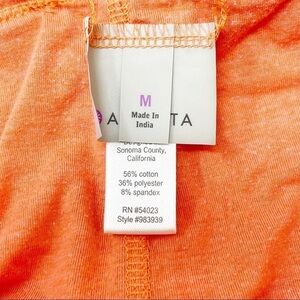 M
Made In
India
A TA
Sonoma County,
California
56% cotton
36% polyester
8% spandex
RN #54023
Style #983939